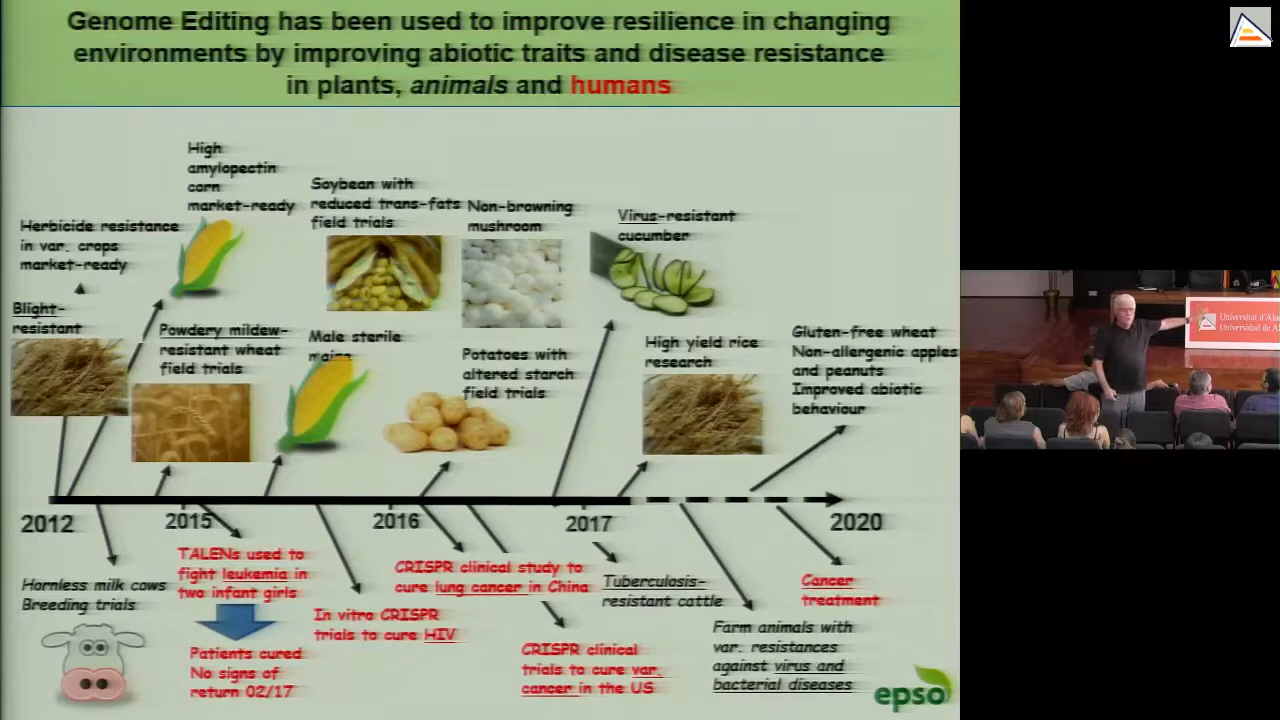 Genome Editing has been used to improve resilience in changing
environments by improving abiotic traits and disease resistance
in plants, animals and humans
High
amylopectin
corn
market-ready
Soybean with
reduced trans-fats
field trials
Non-browning
mushroom
Virus-resistant
cucumber
Herbicide resistance
in var. crops
market-ready
Blight-
resistant
Powdery mildew-
resistant wheat
field trials
Male sterile
maize
Potatoes with
altered starch
field trials
High yield rice
research
Gluten-free wheat
Non-allergenic apples
and peanuts
Improved abiotic
behaviour
2012
2015
2016
2017
2020
Hornless milk cows
Breeding trials
TALENs used to
fight leukemia in
two infant girls
Patients cured
No signs of
return 02/17
In vitro CRISPR
trials to cure HIV
CRISPR clinical study to
cure lung cancer in China
CRISPR clinical
trials to cure var.
cancer in the US
Tuberculosis-
resistant cattle
Farm animals with
var. resistances
against virus and
bacterial diseases
Cancer
treatment
epso
Universitat d'Ala
Universidad de Al